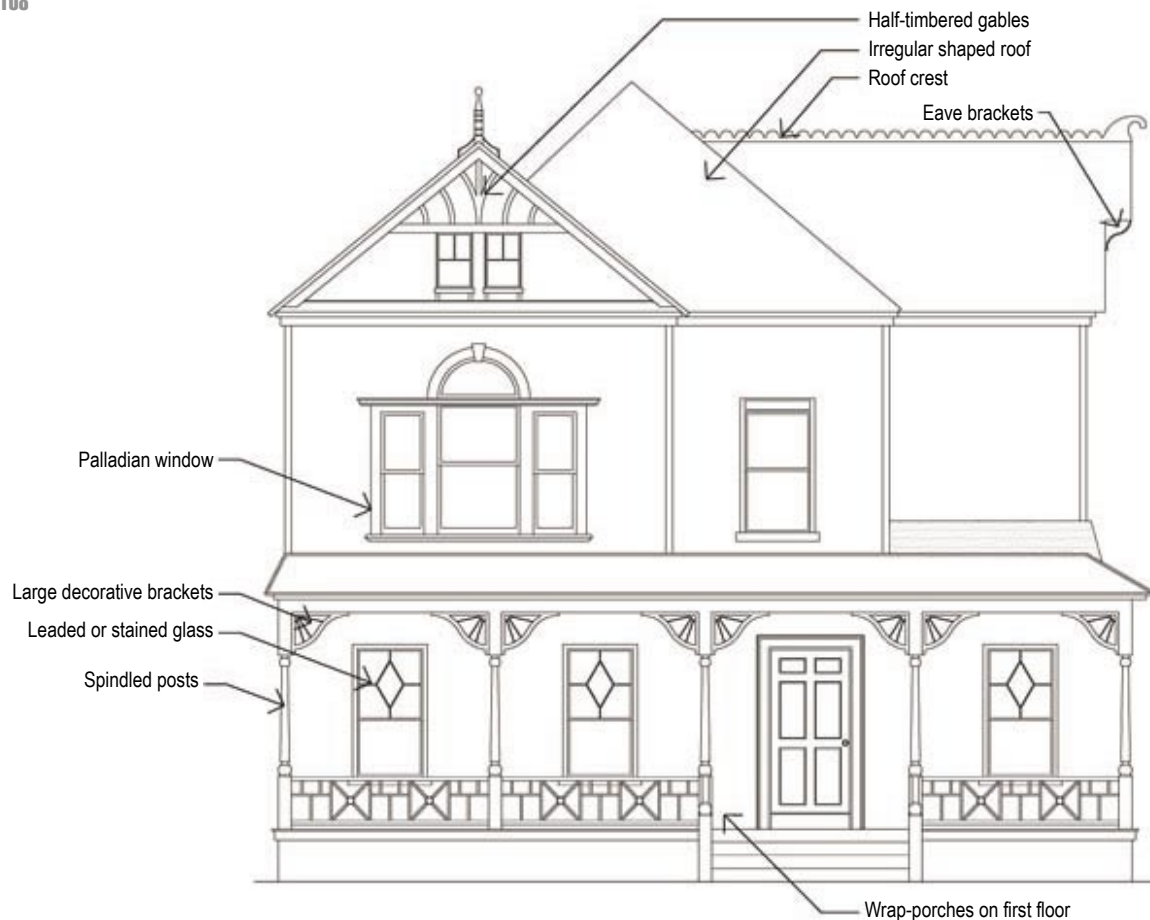 108
Half-timbered gables
Irregular shaped roof
Roof crest
Eave brackets
Palladian window
Large decorative brackets
Leaded or stained glass
Spindled posts
Wrap-porches on first floor